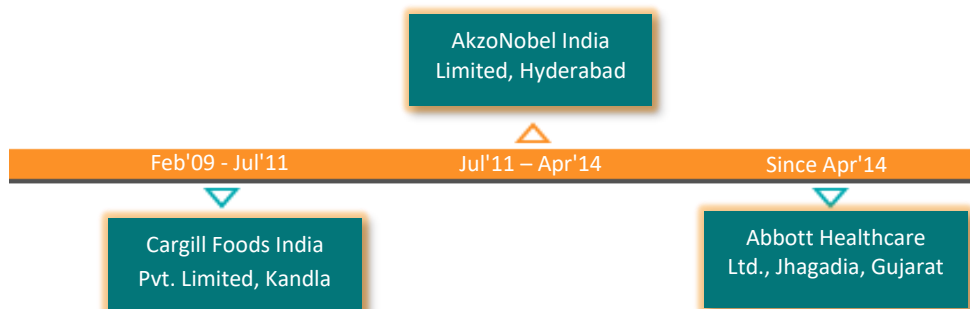 AkzoNobel India
Limited, Hyderabad
Feb'09 - Jul'11
Jul'11 – Apr'14
Since Apr'14
Cargill Foods India
Pvt. Limited, Kandla
Abbott Healthcare
Ltd., Jhagadia, Gujarat